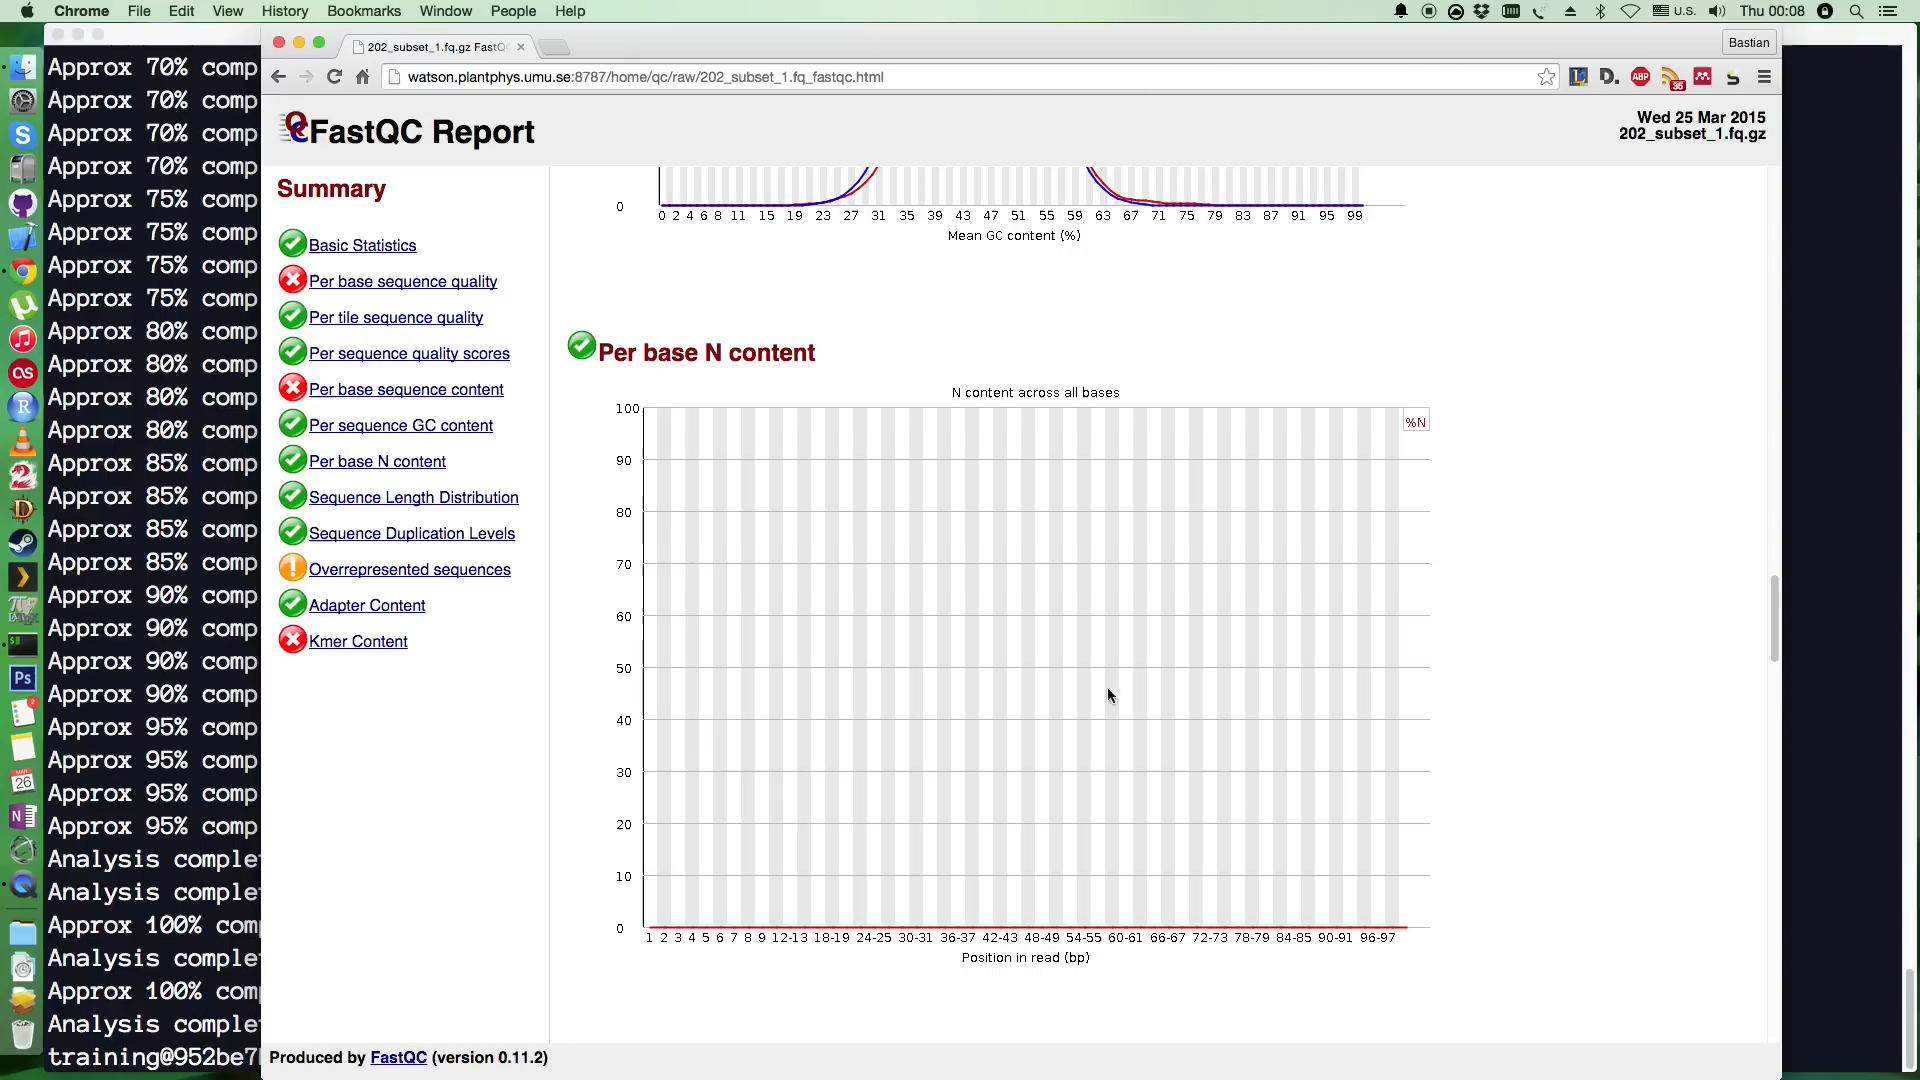 Chrome File Edit View History Bookmarks Window People Help
U.S. Thu 00:08
202_subset_1.fq.gz FastQ
Bastian
watson.plantphys.umu.se:8787/home/qc/raw/202_subset_1.fq_fastqc.html
FastQC Report
Wed 25 Mar 2015
202_subset_1.fq.gz
Summary
Basic Statistics
Per base sequence quality
Per tile sequence quality
Per sequence quality scores
Per base sequence content
Per sequence GC content
Per base N content
Sequence Length Distribution
Sequence Duplication Levels
Overrepresented sequences
Adapter Content
Kmer Content
0
0 2 4 6 8 11 15 19 23 27 31 35 39 43 47 51 55 59 63 67 71 75 79 83 87 91 95 99
Mean GC content (%)
Per base N content
N content across all bases
%N
100
90
80
70
60
50
40
30
20
10
0
1 2 3 4 5 6 7 8 9 12-13 18-19 24-25 30-31 36-37 42-43 48-49 54-55 60-61 66-67 72-73 78-79 84-85 90-91 96-97
Position in read (bp)
Produced by FastQC (version 0.11.2)
Approx 70% comp
Approx 70% comp
Approx 70% comp
Approx 70% comp
Approx 75% comp
Approx 75% comp
Approx 75% comp
Approx 75% comp
Approx 80% comp
Approx 80% comp
Approx 80% comp
Approx 80% comp
Approx 85% comp
Approx 85% comp
Approx 85% comp
Approx 85% comp
Approx 90% comp
Approx 90% comp
Approx 90% comp
Approx 90% comp
Approx 95% comp
Approx 95% comp
Approx 95% comp
Approx 95% comp
Analysis comple
Analysis comple
Approx 100% com
Analysis comple
Approx 100% com
Analysis comple
training@952be7